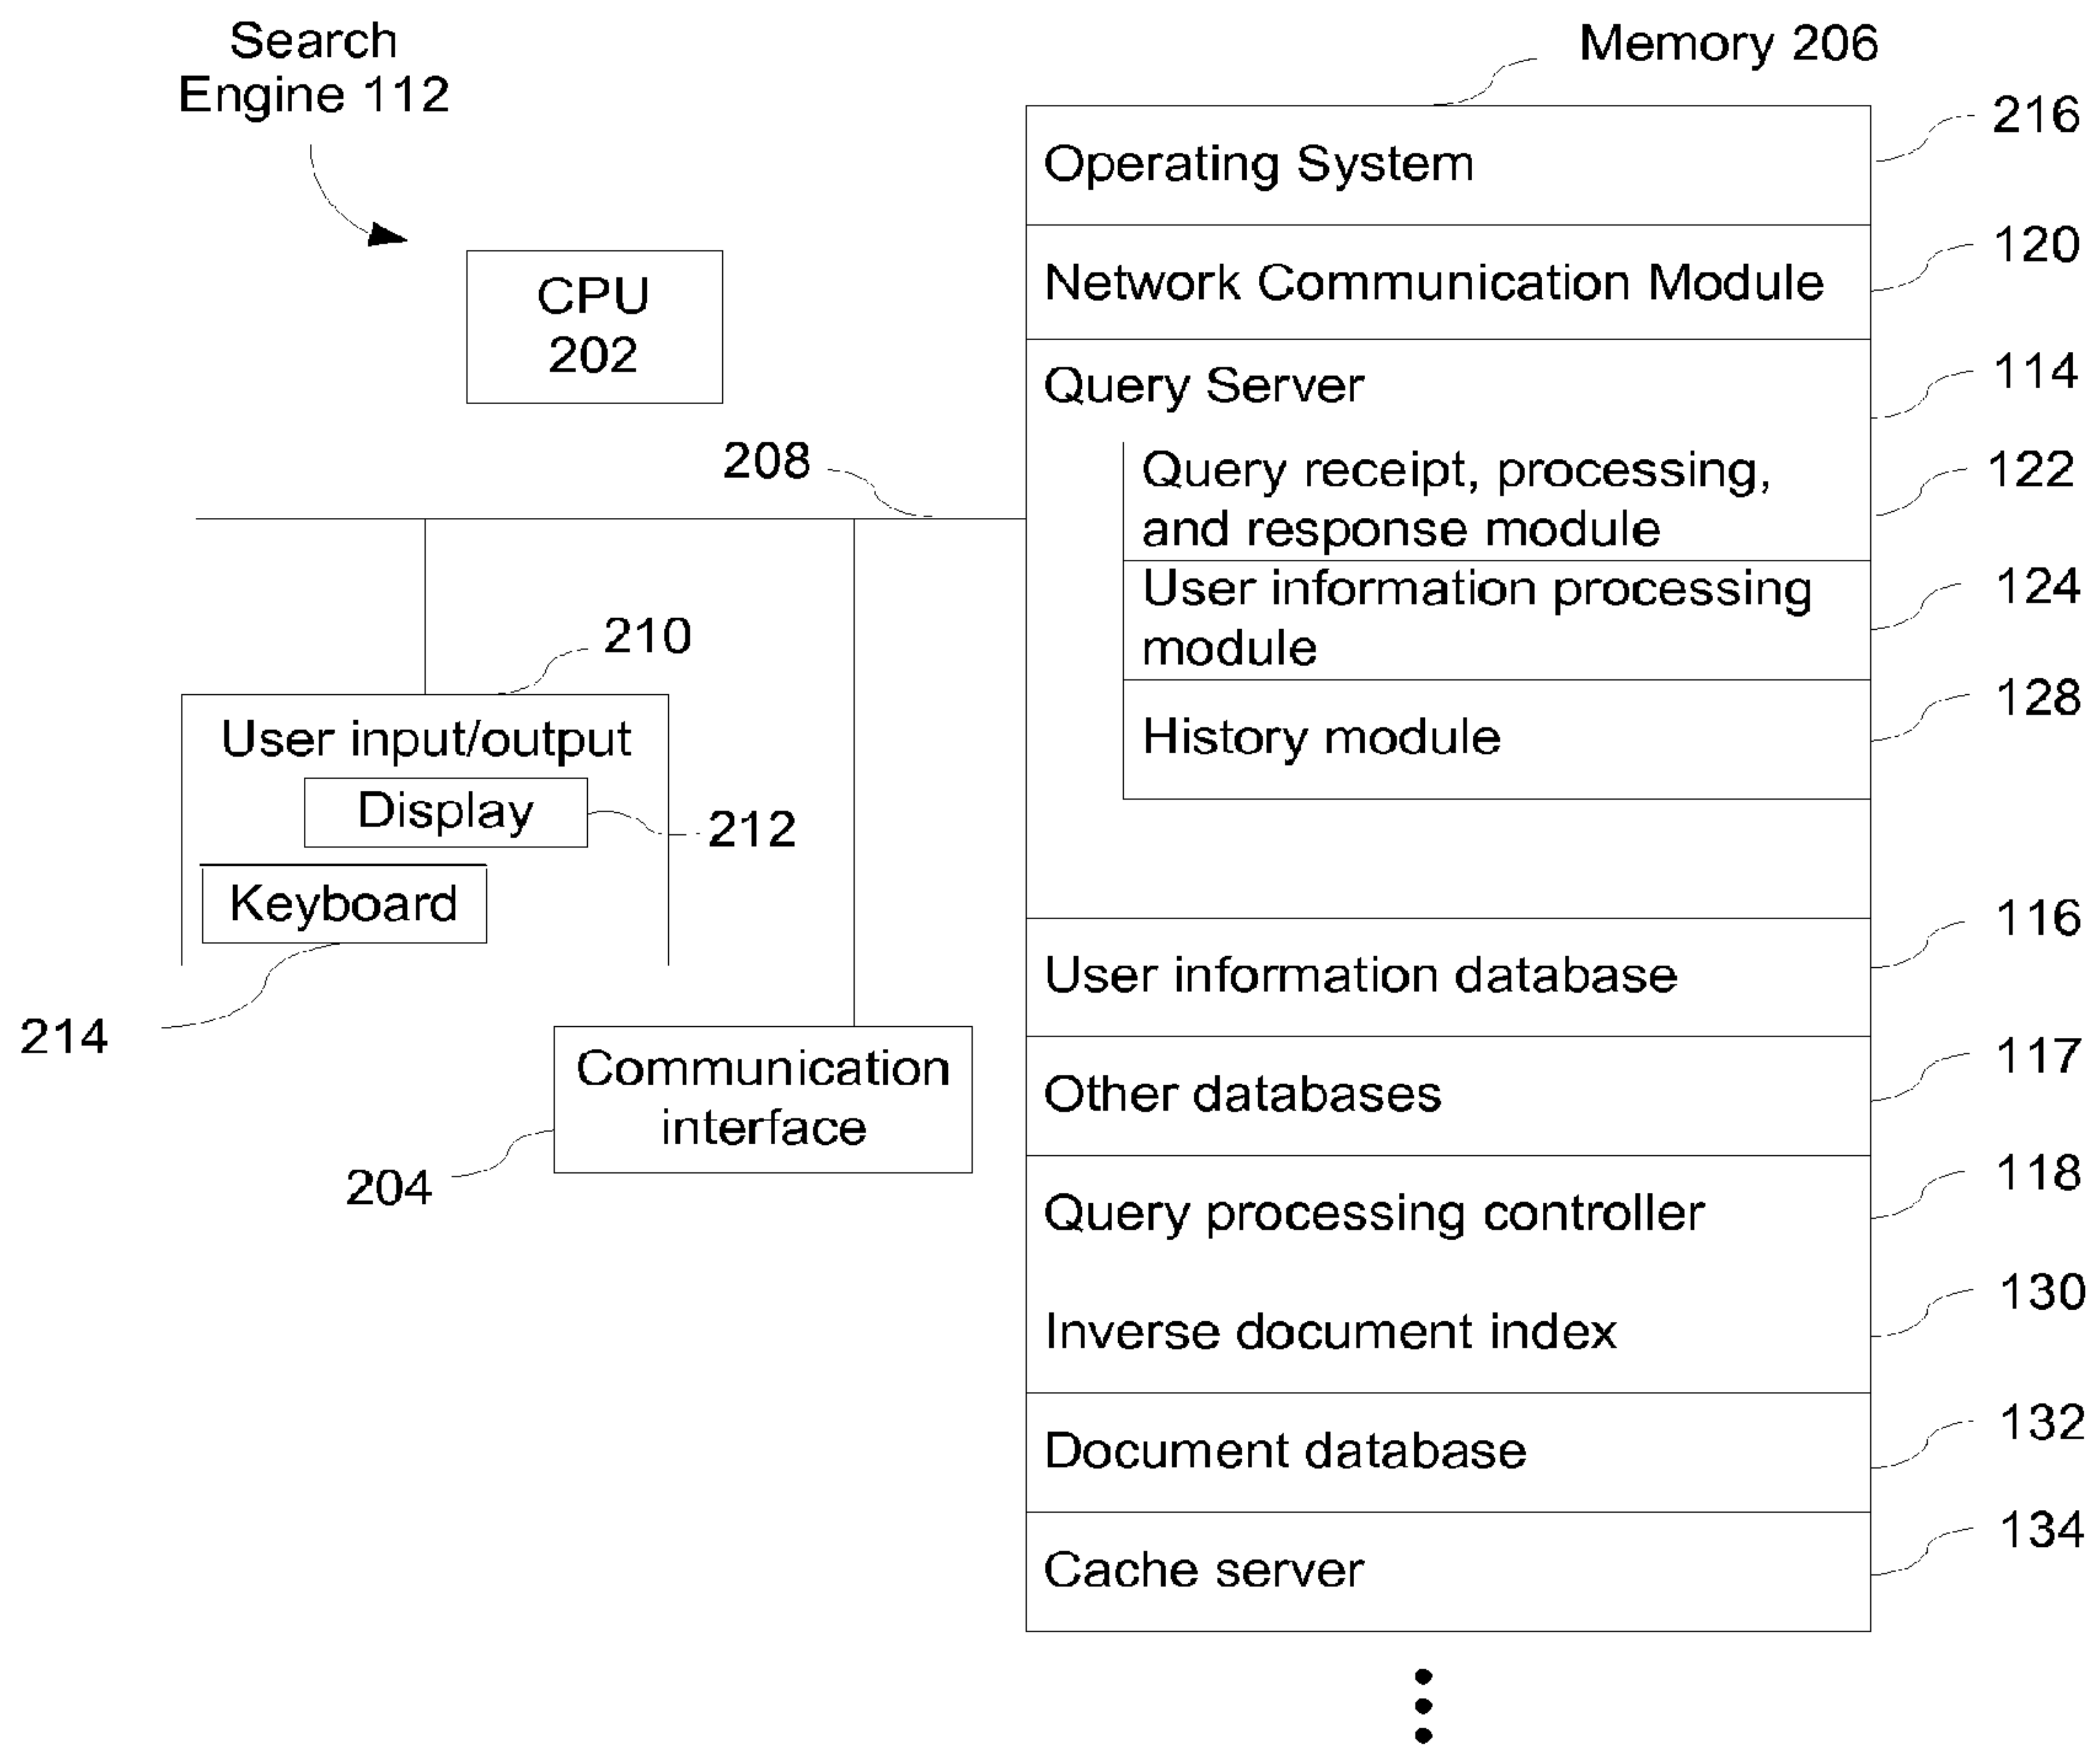 Search
Engine 112
CPU
202
208
210
User input/output
Display
212
Keyboard
214
Communication
interface
204
Memory 206
Operating System
216
Network Communication Module
120
Query Server
114
Query receipt, processing,
and response module
122
User information processing
module
124
History module
128
User information database
116
Other databases
117
Query processing controller
118
Inverse document index
130
Document database
132
Cache server
134